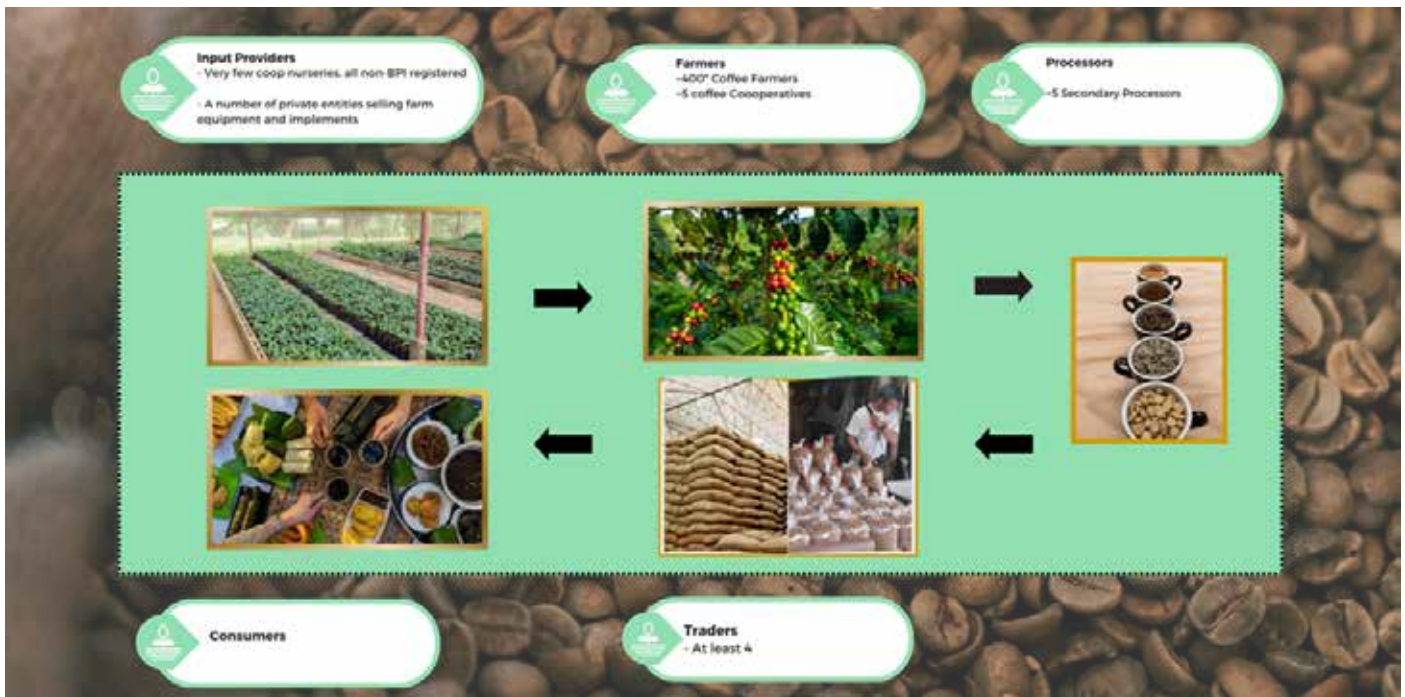 Input Providers
- Very few coop nurseries, all non-BPI registered
- A number of private entities selling farm
equipment and implements
Farmers
-400* Coffee Farmers
-5 coffee Coooperatives
Processors
-5 Secondary Processors
Consumers
Traders
- At least 4